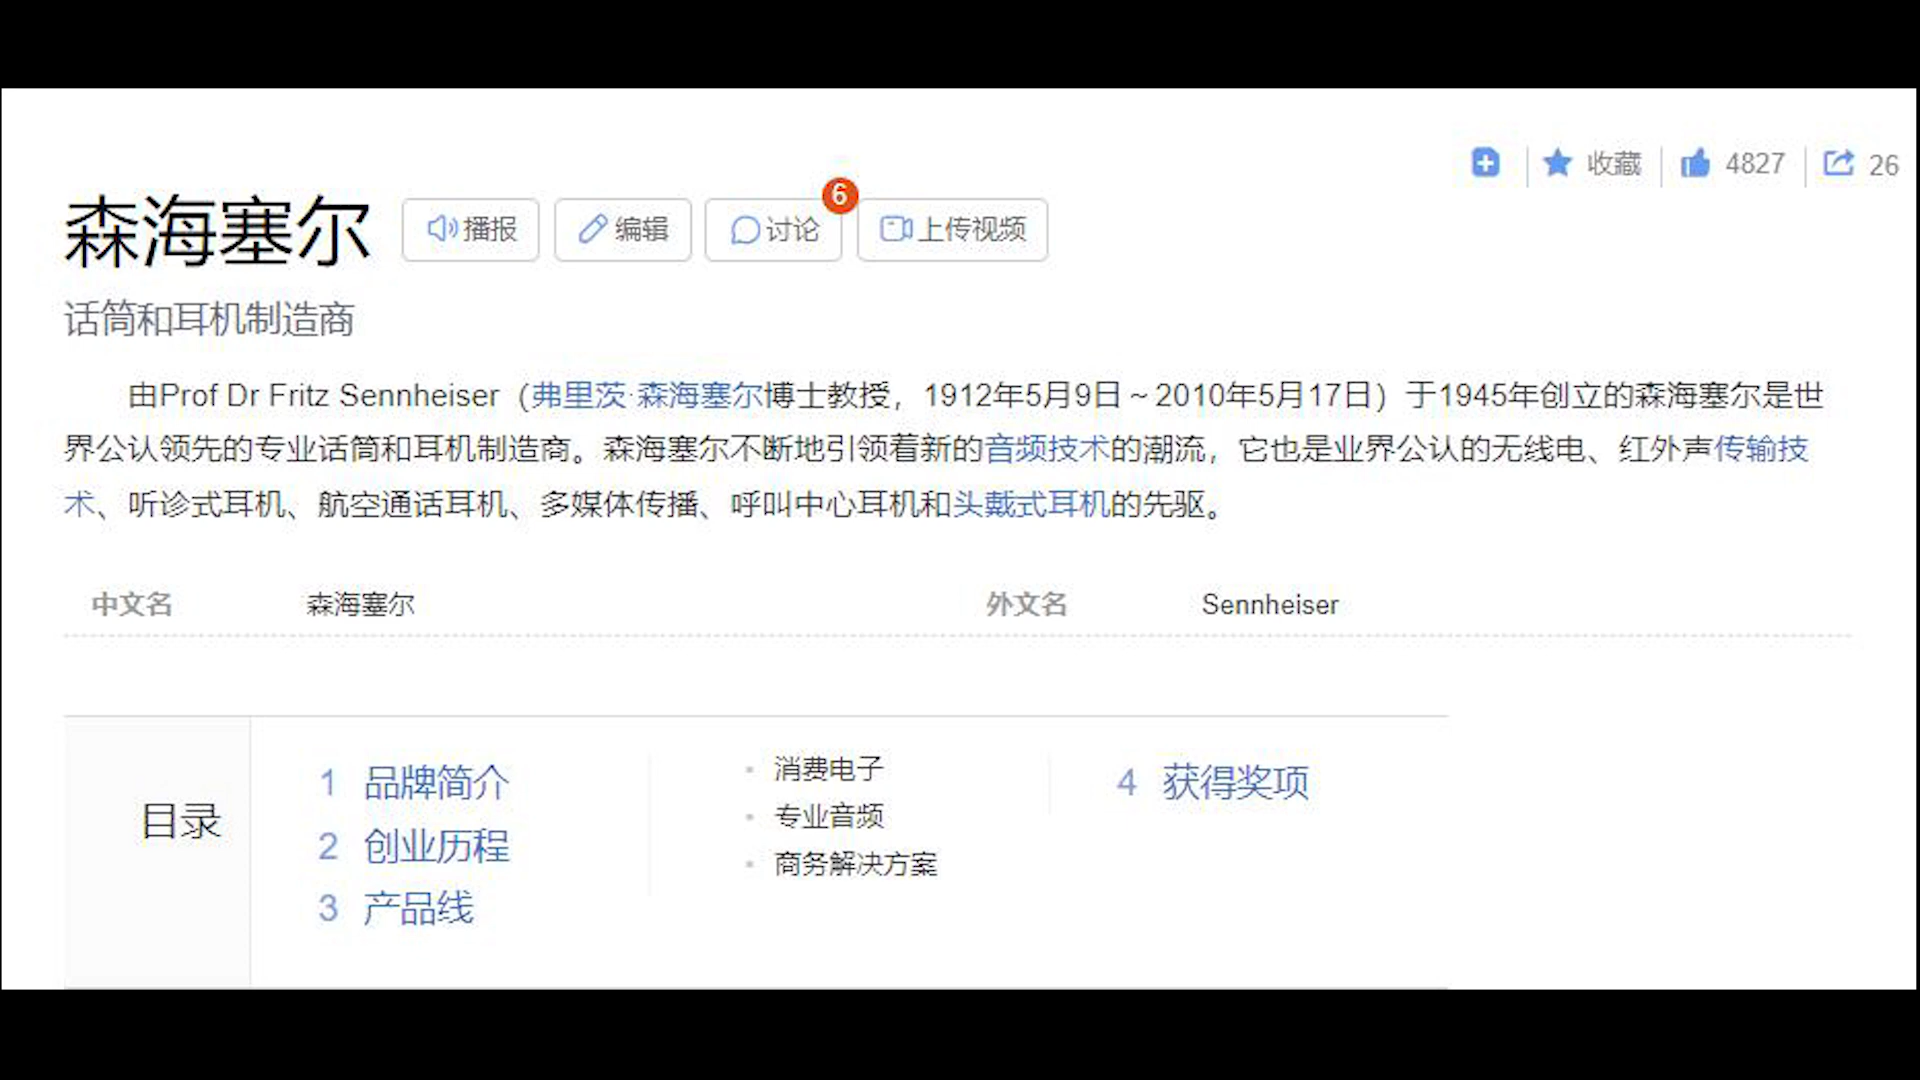 收藏
4827
26
森海塞尔
播报
编辑
讨论
6
上传视频
话筒和耳机制造商
由Prof Dr Fritz Sennheiser（弗里茨·森海塞尔博士教授，1912年5月9日～2010年5月17日）于1945年创立的森海塞尔是世
界公认领先的专业话筒和耳机制造商。森海塞尔不断地引领着新的音频技术的潮流，它也是业界公认的无线电、红外声传输技
术、听诊式耳机、航空通话耳机、多媒体传播、呼叫中心耳机和头戴式耳机的先驱。
中文名 森海塞尔 外文名 Sennheiser
目录
1 品牌简介
2 创业历程
3 产品线
消费电子
专业音频
商务解决方案
4 获得奖项